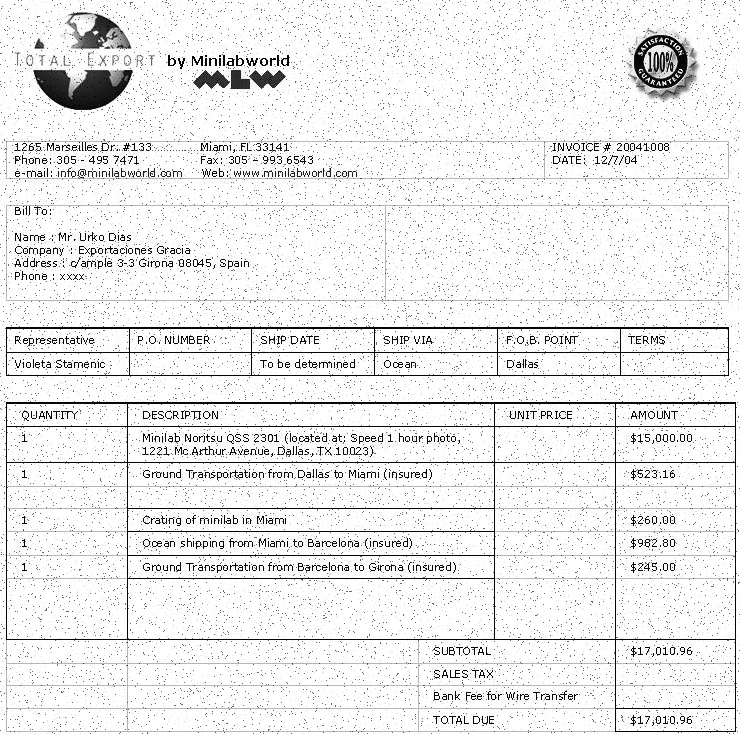 TOTAL EXPORT by Minilabworld
MLW
SATISFACTION
100%
GUARANTEED
1265 Marseilles Dr. #133 Miami, FL 33141 INVOICE # 20041008
Phone: 305 - 495 7471 Fax: 305 - 993 6543 DATE: 12/7/04
e-mail: info@minilabworld.com Web: www.minilabworld.com
Bill To:
Name : Mr. Urko Dias
Company : Exportaciones Gracia
Address : c/ample 3-3 Girona 08045, Spain
Phone : xxxx
Representative P.O. NUMBER SHIP DATE SHIP VIA F.O.B. POINT TERMS
Violeta Stamenic To be determined Ocean Dallas
QUANTITY DESCRIPTION UNIT PRICE AMOUNT
1 Minilab Noritsu QSS 2301 (located at: Speed 1 hour photo, $15,000.00
1221 Mc Arthur Avenue, Dallas, TX 10023)
1 Ground Transportation from Dallas to Miami (insured) $523.16
1 Crating of minilab in Miami $260.00
1 Ocean shipping from Miami to Barcelona (insured) $982.80
1 Ground Transportation from Barcelona to Girona (insured) $245.00
SUBTOTAL $17,010.96
SALES TAX
Bank Fee for Wire Transfer
TOTAL DUE $17,010.96